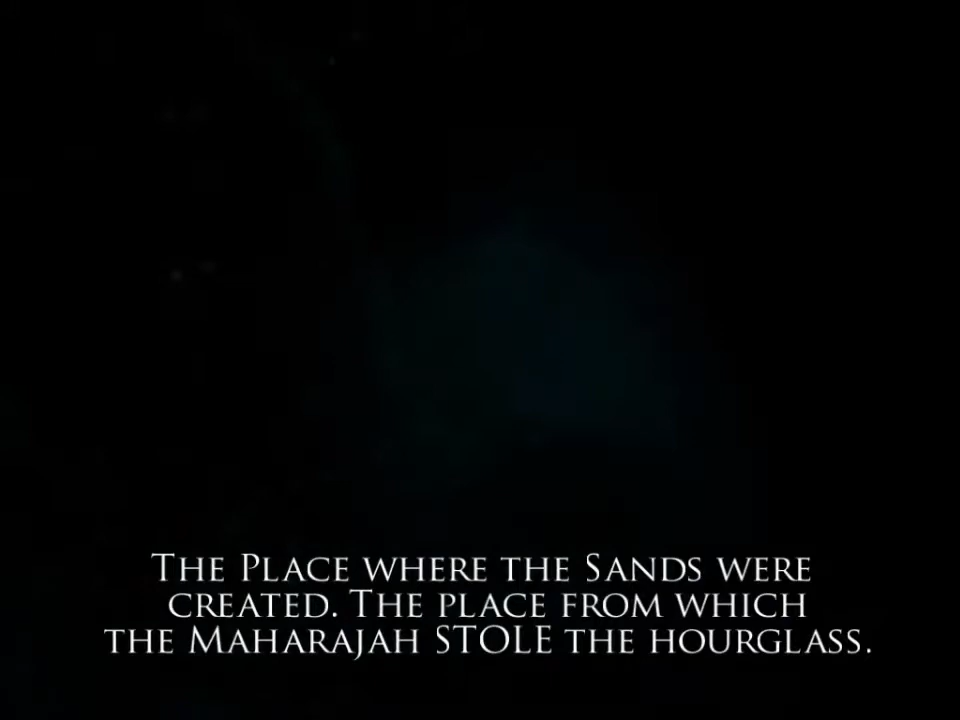 The Place where the Sands were
created. The place from which
the Maharajah STOLE the hourglass.